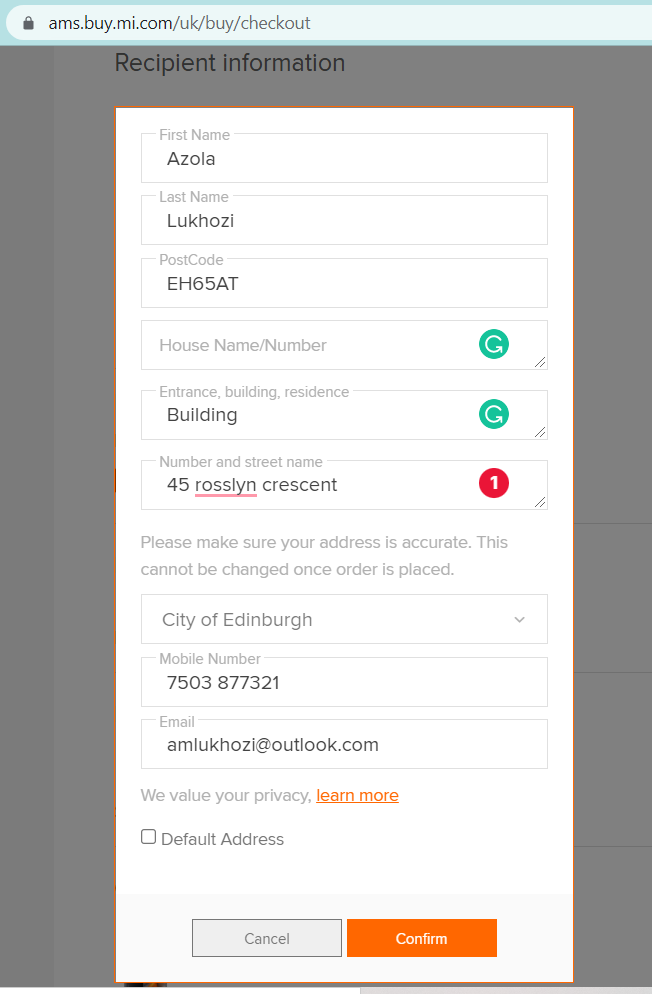 ams.buy.mi.com/uk/buy/checkout
Recipient information
First Name
Azola
Last Name
Lukhozi
PostCode
EH65AT
House Name/Number
Entrance, building, residence
Building
Number and street name
45 rosslyn crescent
1
Please make sure your address is accurate. This
cannot be changed once order is placed.
City of Edinburgh
Mobile Number
7503 877321
Email
amlukhozi@outlook.com
We value your privacy, learn more
Default Address
Cancel
Confirm